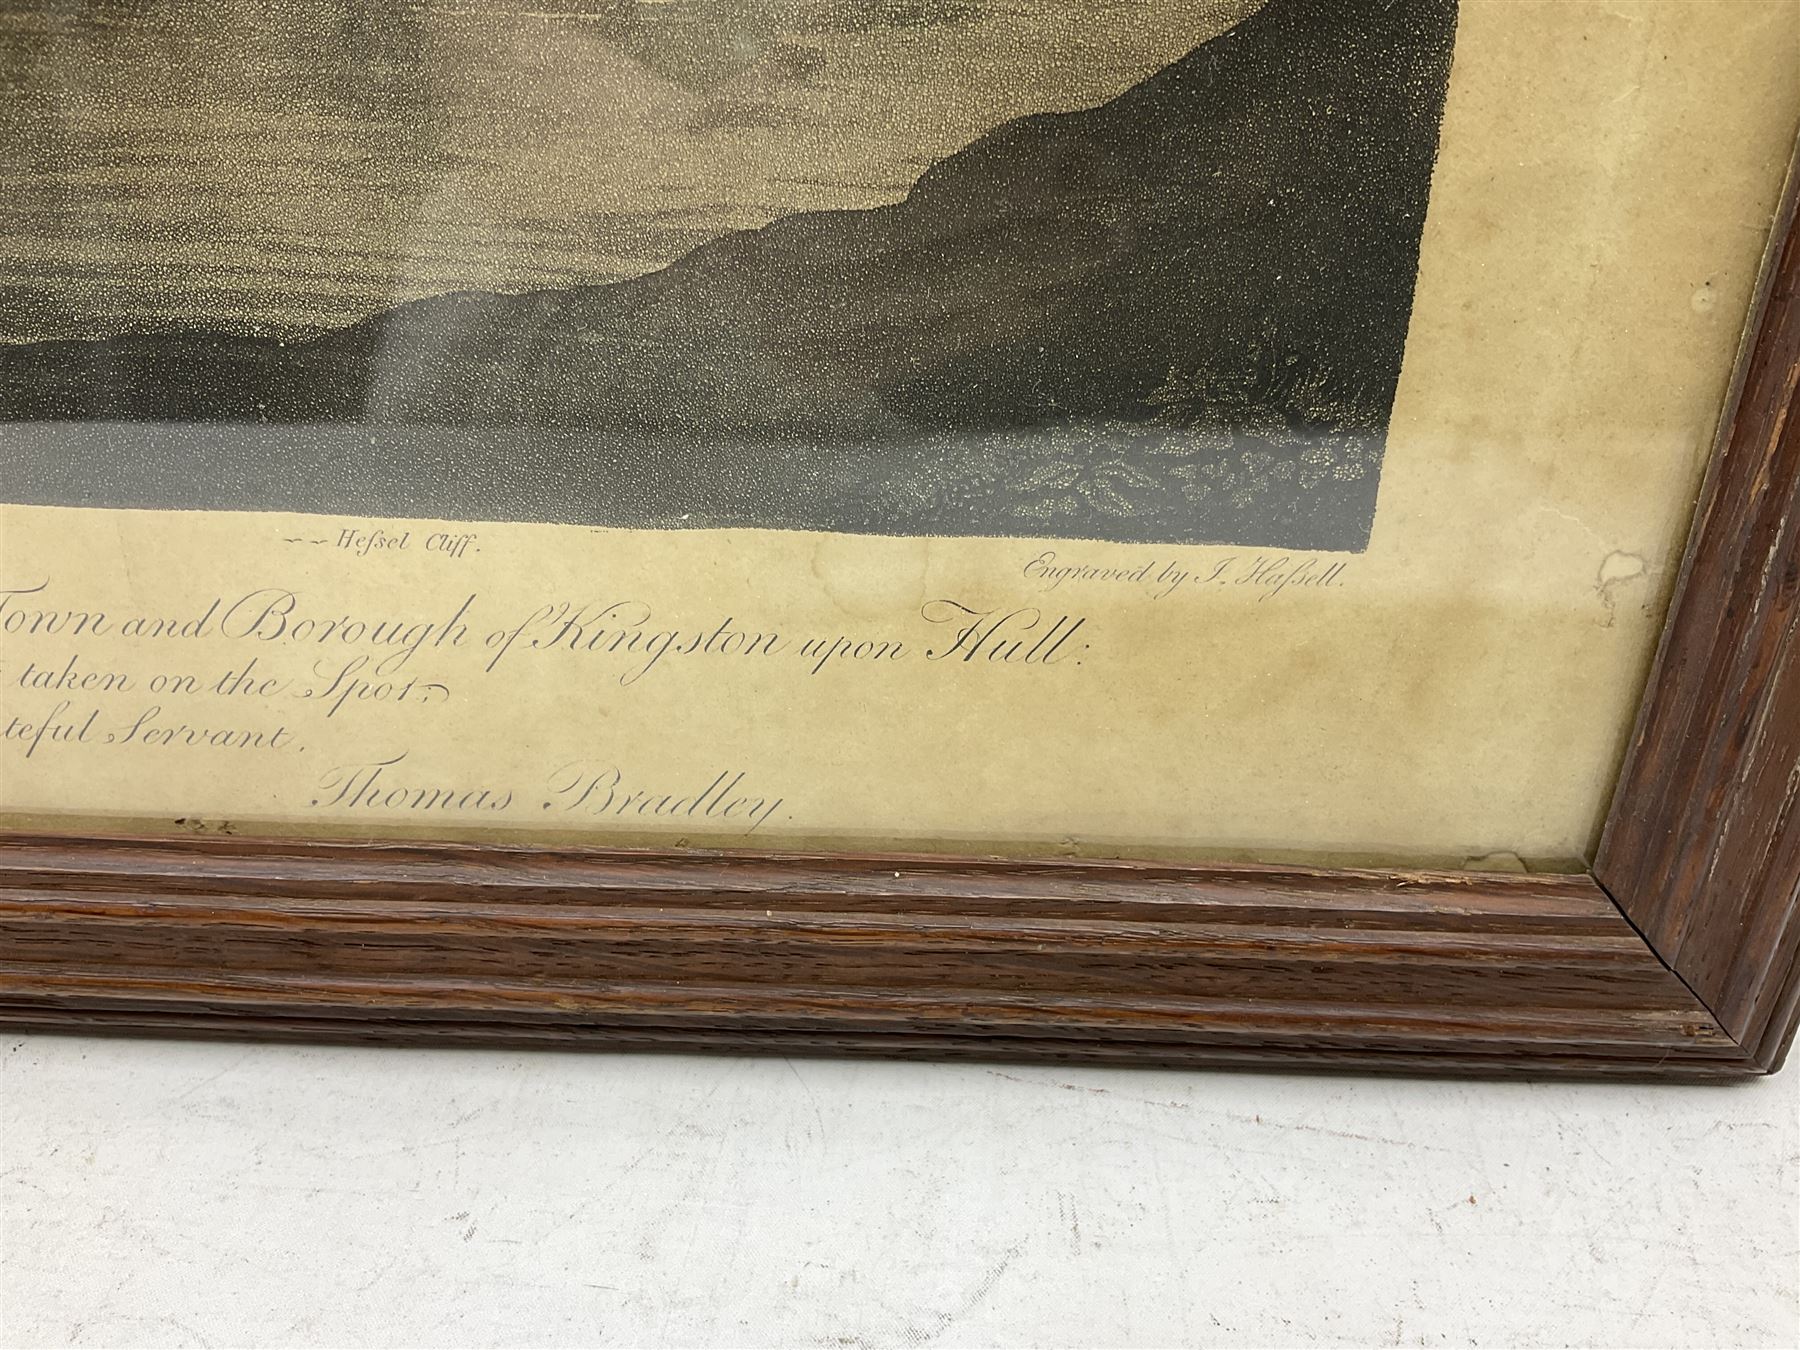 ~~ Heſsel Cliff.
Engraved by J. Haſsell.
Town and Borough of Kingston upon Hull:
taken on the Spot,
teful Servant.
Thomas Bradley.